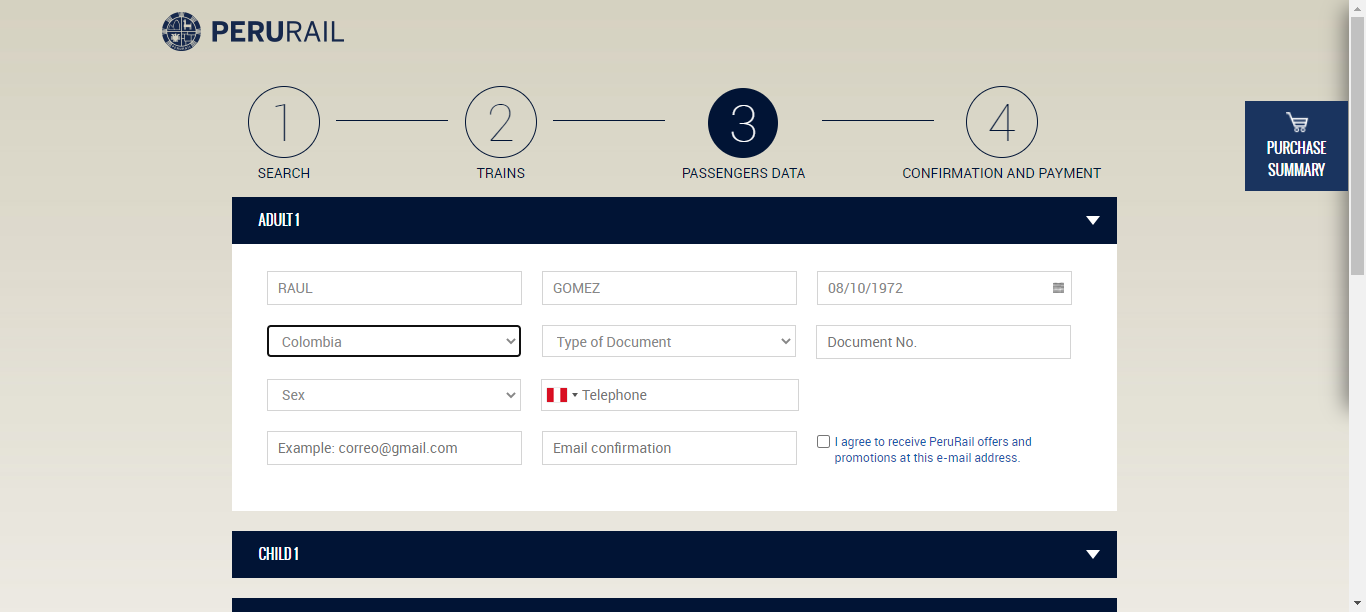 PERURAIL
1
2
3
4
SEARCH
TRAINS
PASSENGERS DATA
CONFIRMATION AND PAYMENT
PURCHASE
SUMMARY
ADULT 1
RAUL
GOMEZ
08/10/1972
Colombia
Type of Document
Document No.
Sex
Telephone
Example: correo@gmail.com
Email confirmation
I agree to receive PeruRail offers and
promotions at this e-mail address.
CHILD 1